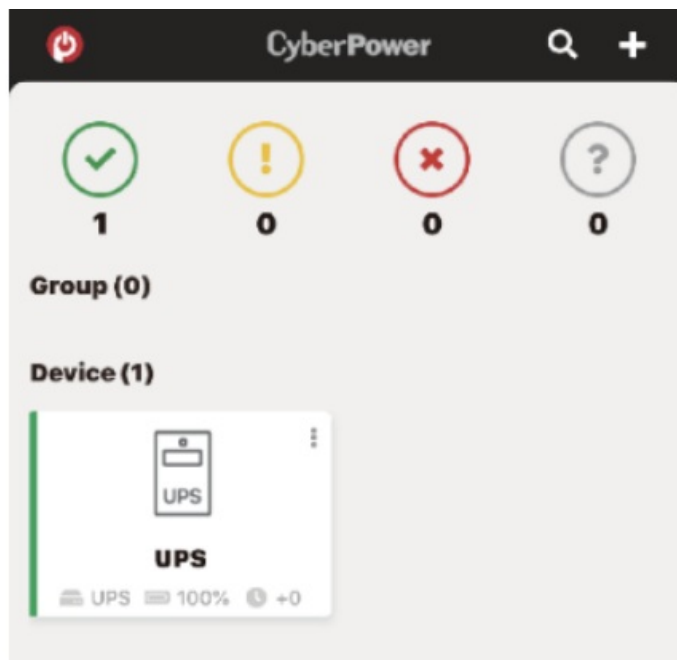 CyberPower
1 0 0 0
Group (0)
Device (1)
UPS
UPS
UPS 100% +0